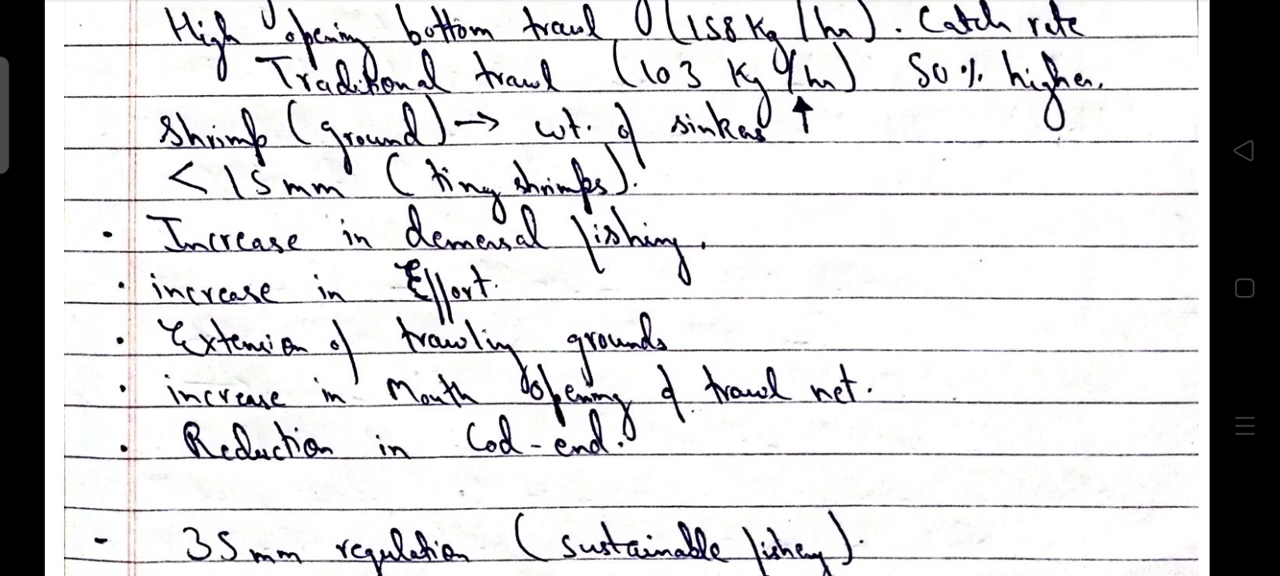 High opening bottom trawl (158 Kg/hr). Catch rate
Traditional trawl (103 Kg/hr) 50% higher.
Shrimp (ground) → wt. of sinkers ↑
< 15 mm (tiny shrimps).
• Increase in demersal fishing.
• increase in Effort.
• Extension of trawling grounds
• increase in Mouth opening of trawl net.
• Reduction in Cod-end.
- 35 mm regulation (sustainable fishery).